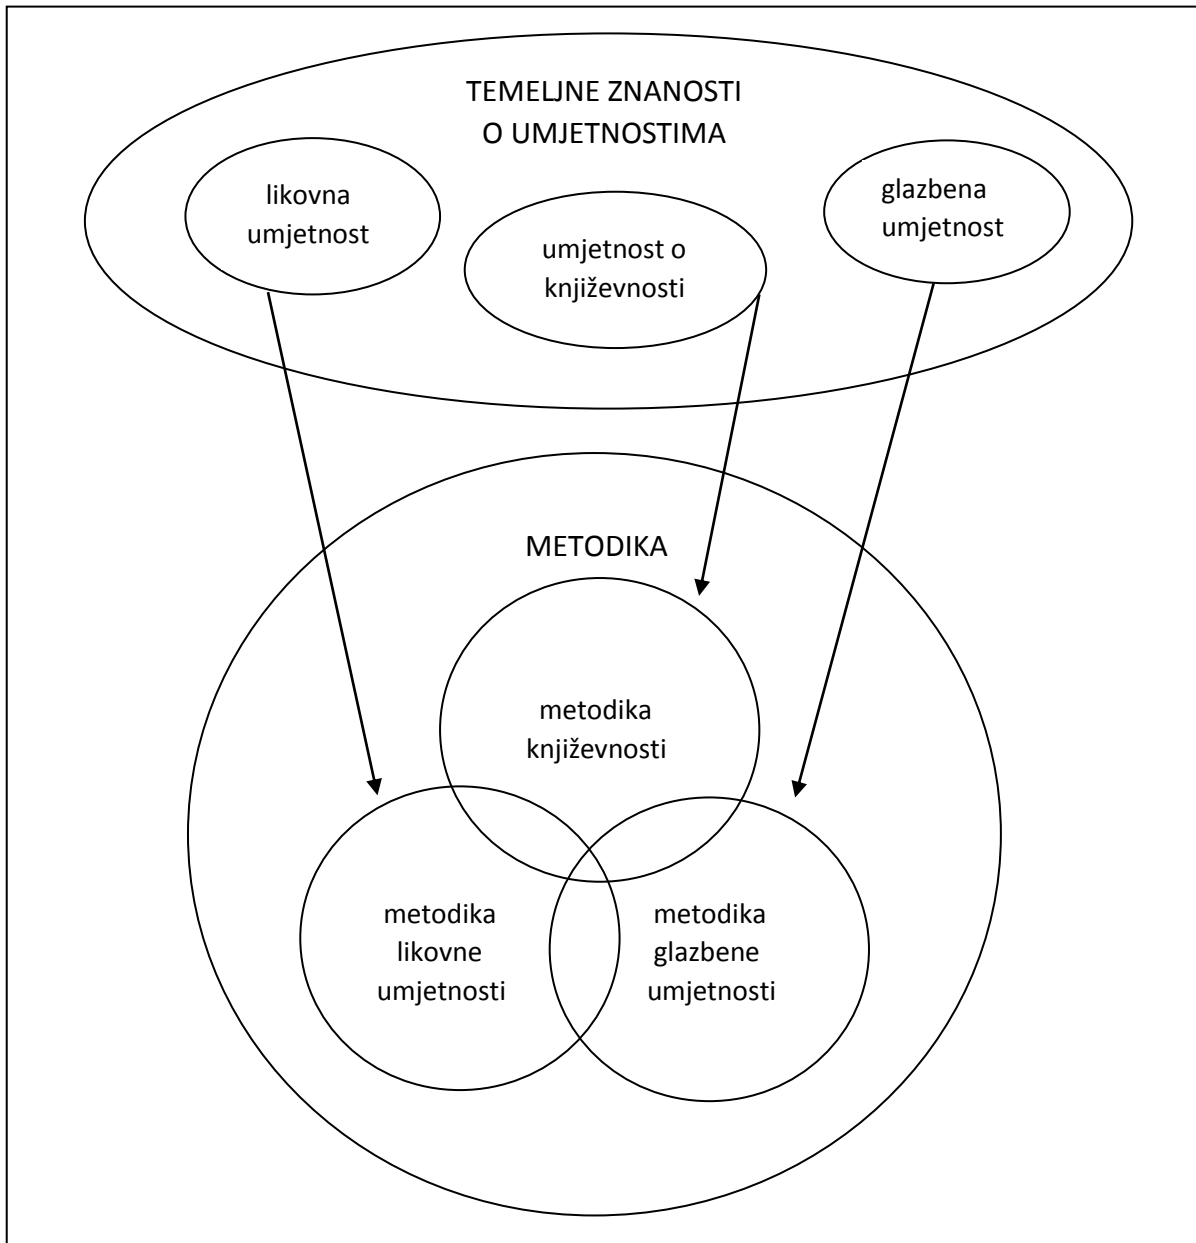 TEMELJNE ZNANOSTI
O UMJETNOSTIMA
likovna
umjetnost
umjetnost o
književnosti
glazbena
umjetnost
METODIKA
metodika
književnosti
metodika
likovne
umjetnosti
metodika
glazbene
umjetnosti